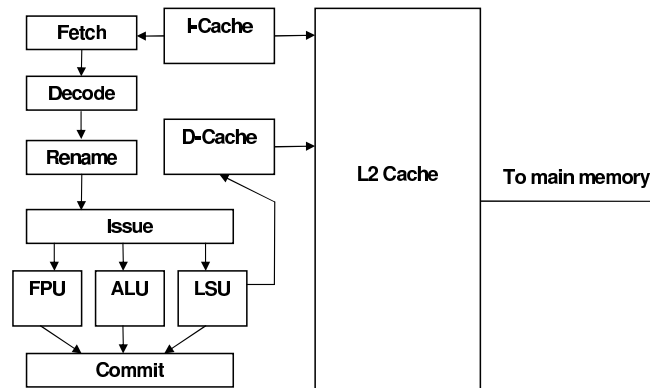 Fetch
I-Cache
Decode
D-Cache
Rename
L2 Cache
To main memory
Issue
FPU
ALU
LSU
Commit